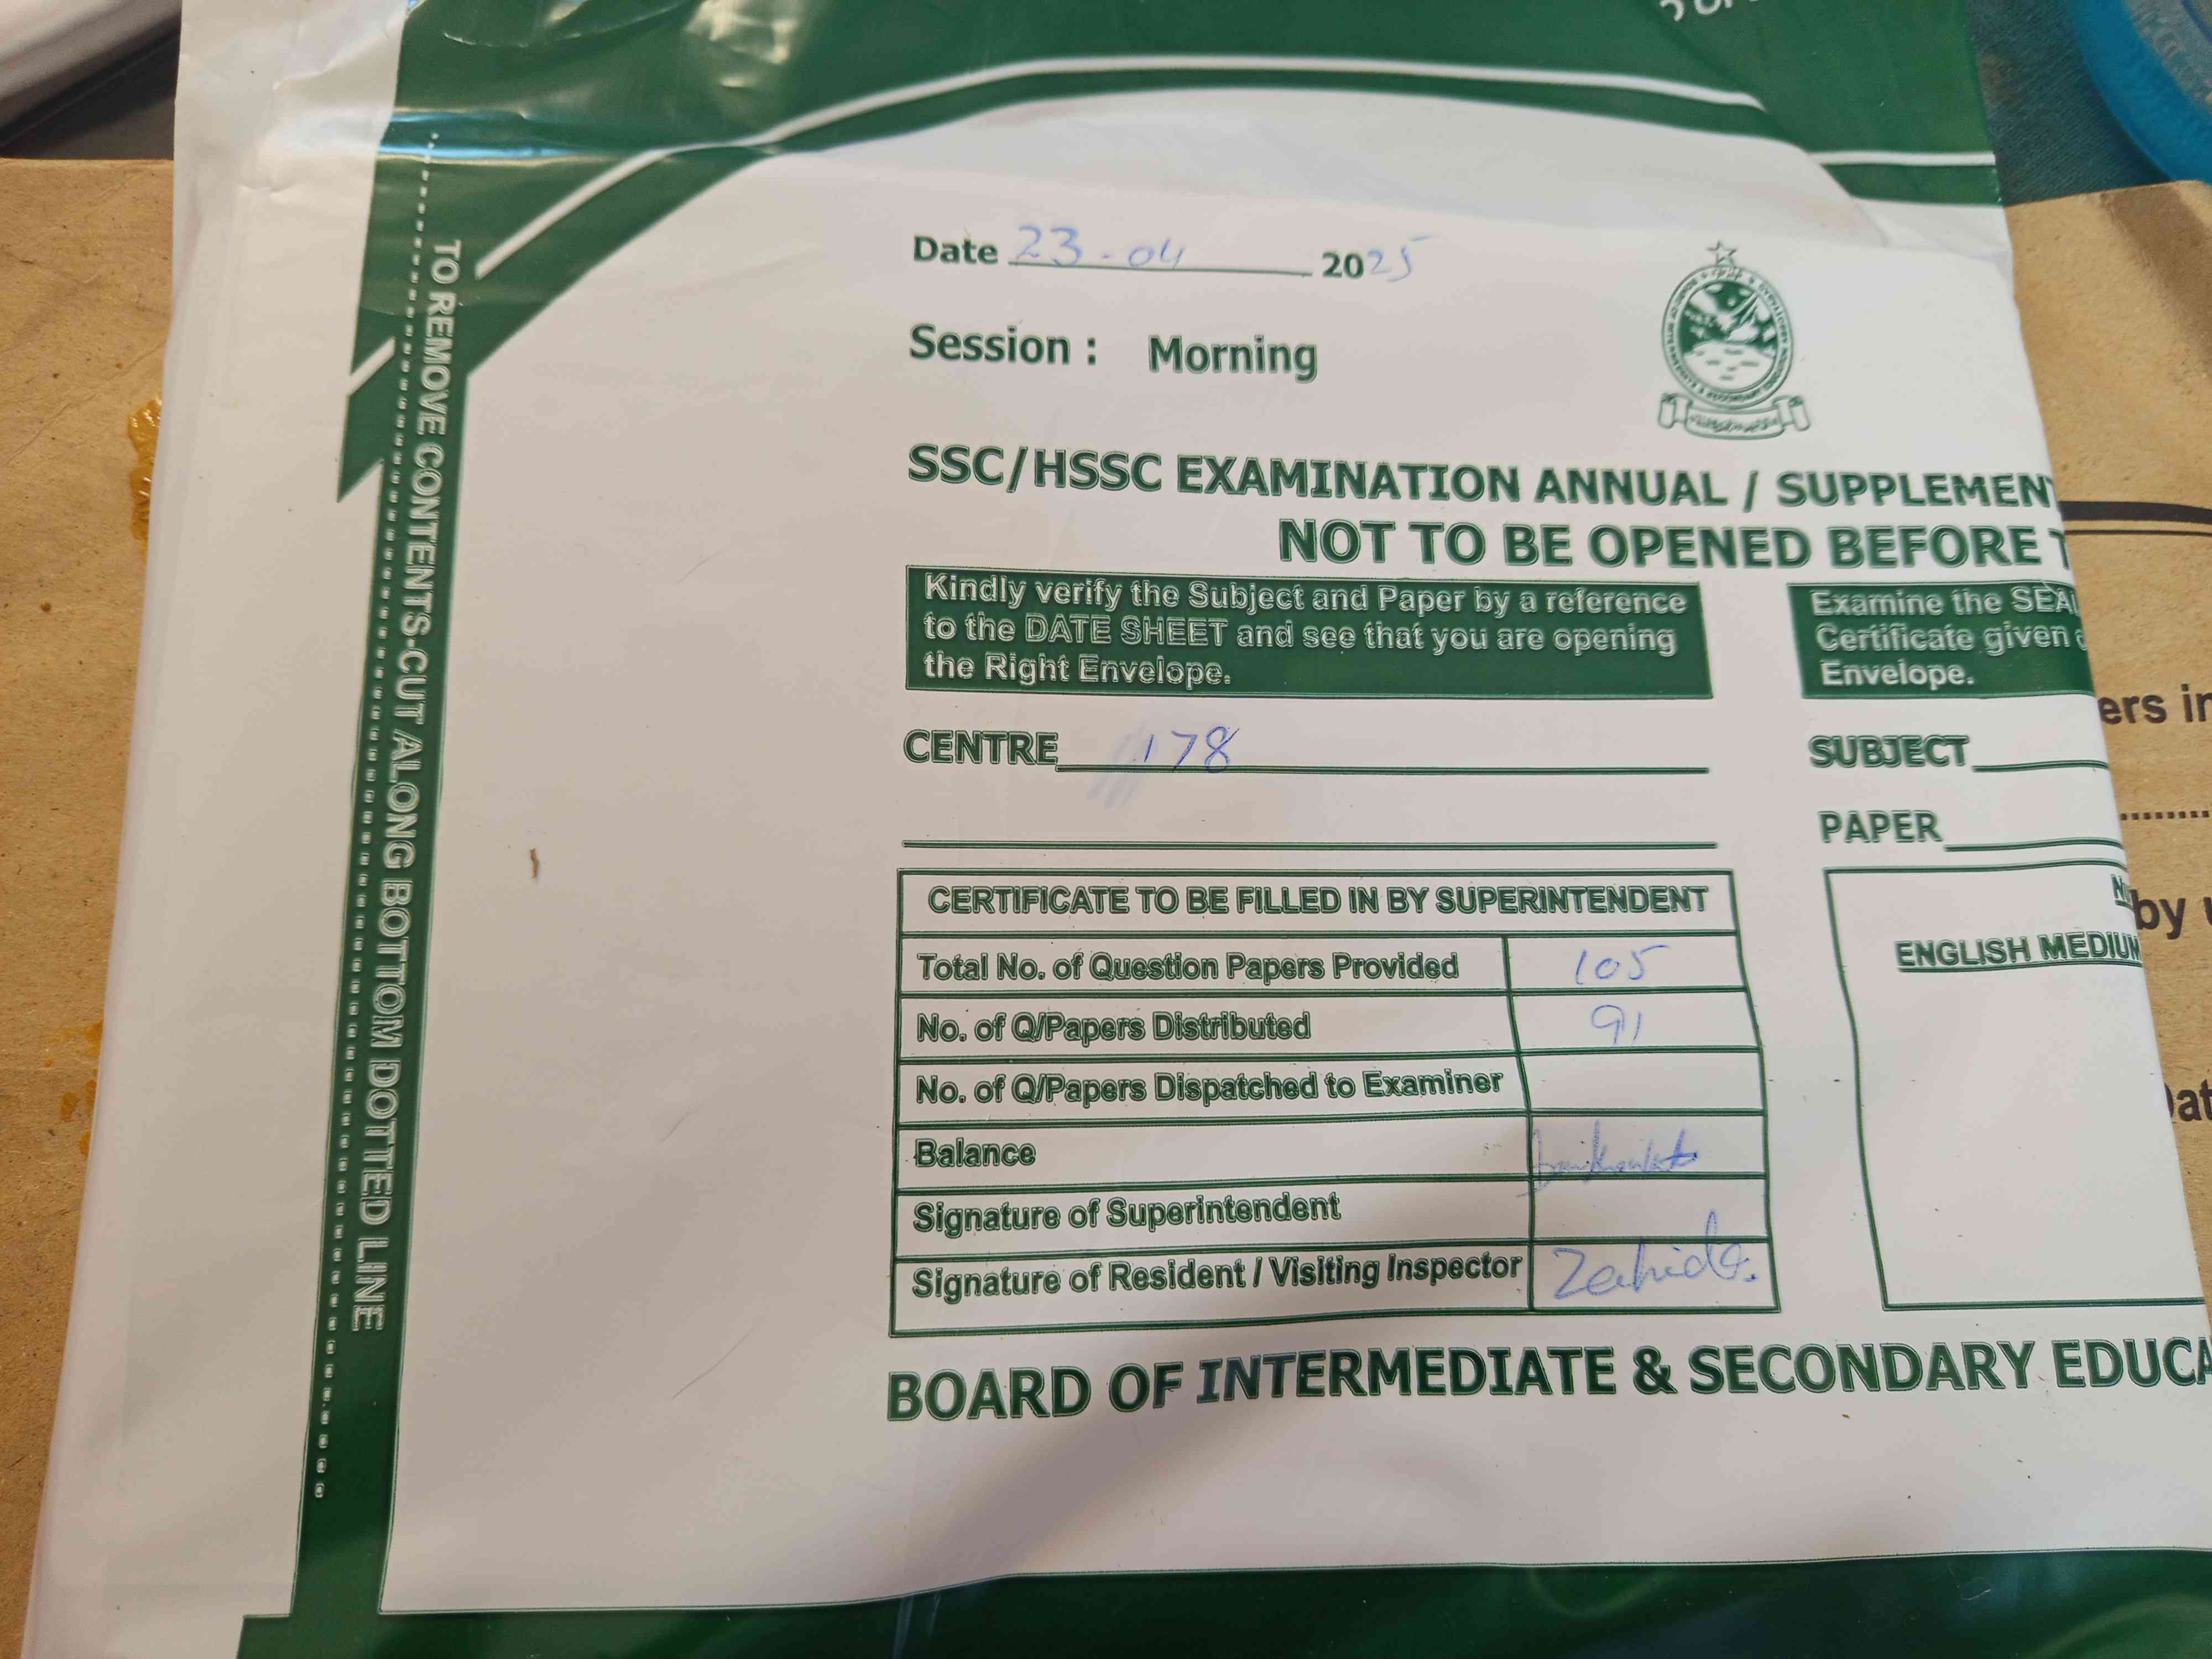 TO REMOVE CONTENTS-CUT ALONG BOTTOM DOTTED LINE
Date 23-04 2025
Session : Morning
SSC/HSSC EXAMINATION ANNUAL / SUPPLEMEN
NOT TO BE OPENED BEFORE T
Kindly verify the Subject and Paper by a reference
to the DATE SHEET and see that you are opening
the Right Envelope.
Examine the SEAL
Certificate given
Envelope.
CENTRE 178
SUBJECT
PAPER
CERTIFICATE TO BE FILLED IN BY SUPERINTENDENT
Total No. of Question Papers Provided 105
No. of Q/Papers Distributed 91
No. of Q/Papers Dispatched to Examiner
Balance
Signature of Superintendent
Signature of Resident / Visiting Inspector Zahida.
ENGLISH MEDIUM
BOARD OF INTERMEDIATE & SECONDARY EDUCA
ers in
by